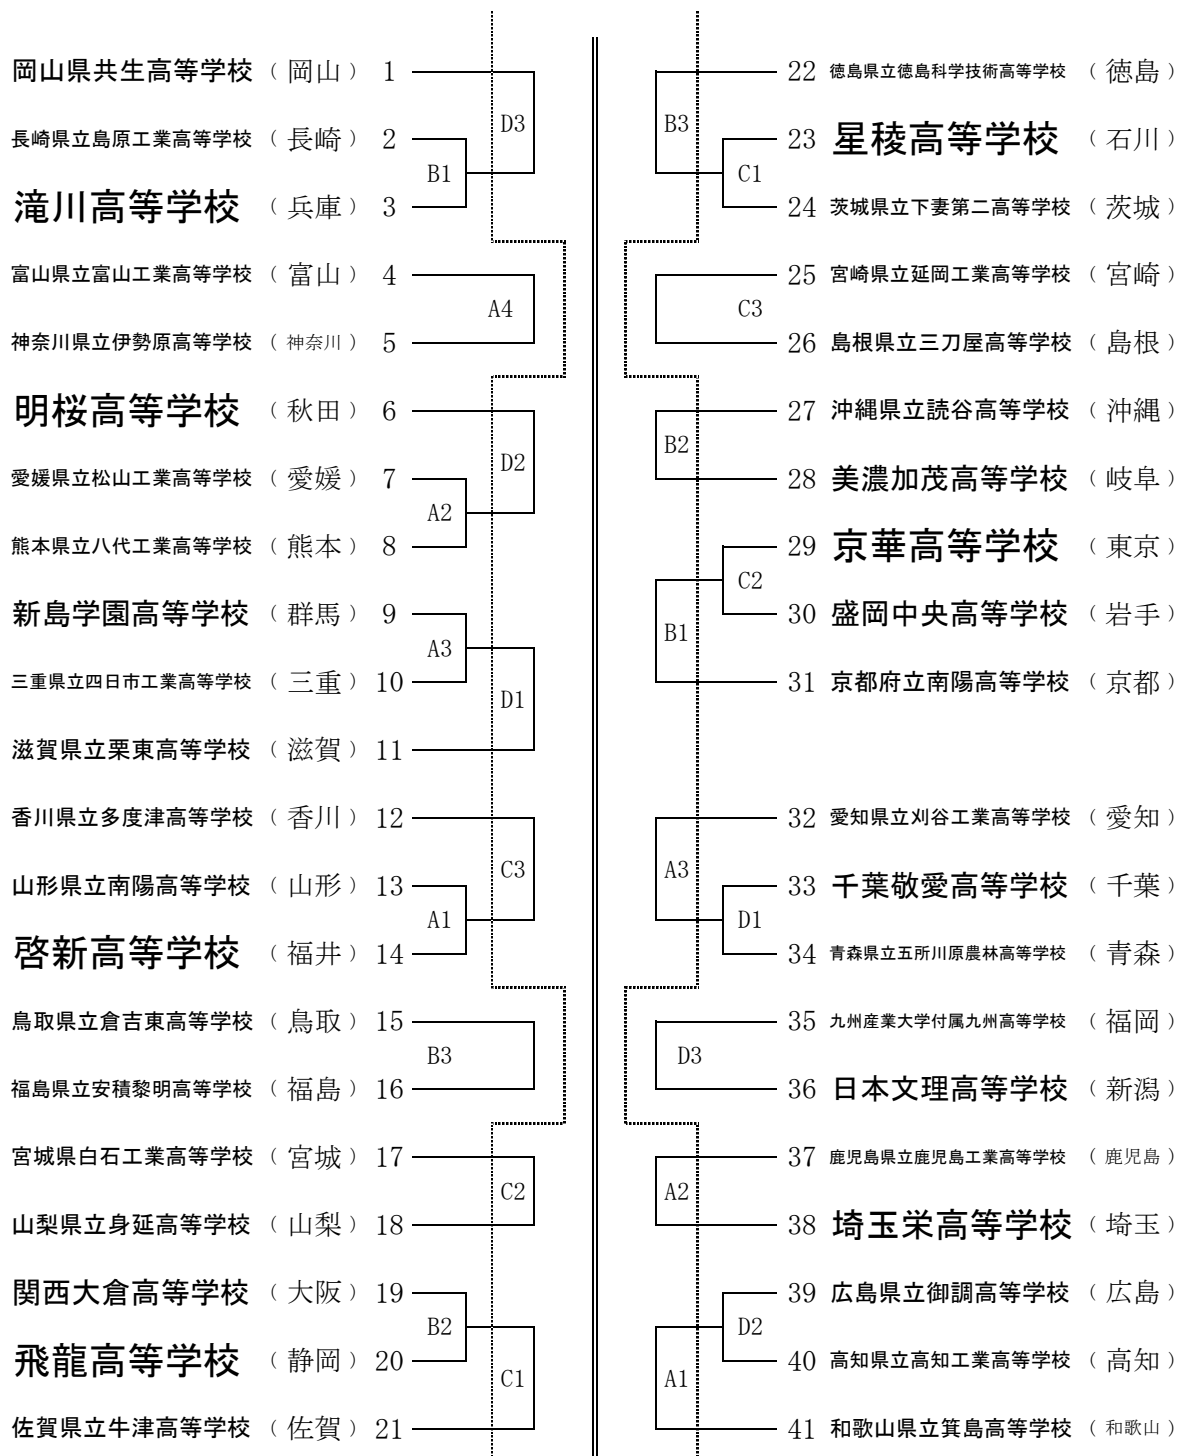 岡山県共生高等学校 （ 岡山 ） 1
D3
長崎県立島原工業高等学校 （ 長崎 ） 2
B1
滝川高等学校 （ 兵庫 ） 3
富山県立富山工業高等学校 （ 富山 ） 4
A4
神奈川県立伊勢原高等学校 （ 神奈川 ） 5
明桜高等学校 （ 秋田 ） 6
D2
愛媛県立松山工業高等学校 （ 愛媛 ） 7
A2
熊本県立八代工業高等学校 （ 熊本 ） 8
新島学園高等学校 （ 群馬 ） 9
A3
三重県立四日市工業高等学校 （ 三重 ） 10
D1
滋賀県立栗東高等学校 （ 滋賀 ） 11
香川県立多度津高等学校 （ 香川 ） 12
C3
山形県立南陽高等学校 （ 山形 ） 13
A1
啓新高等学校 （ 福井 ） 14
鳥取県立倉吉東高等学校 （ 鳥取 ） 15
B3
福島県立安積黎明高等学校 （ 福島 ） 16
宮城県白石工業高等学校 （ 宮城 ） 17
C2
山梨県立身延高等学校 （ 山梨 ） 18
関西大倉高等学校 （ 大阪 ） 19
B2
飛龍高等学校 （ 静岡 ） 20
C1
佐賀県立牛津高等学校 （ 佐賀 ） 21
22 徳島県立徳島科学技術高等学校 （ 徳島 ）
B3
23 星稜高等学校 （ 石川 ）
C1
24 茨城県立下妻第二高等学校 （ 茨城 ）
25 宮崎県立延岡工業高等学校 （ 宮崎 ）
C3
26 島根県立三刀屋高等学校 （ 島根 ）
27 沖縄県立読谷高等学校 （ 沖縄 ）
B2
28 美濃加茂高等学校 （ 岐阜 ）
29 京華高等学校 （ 東京 ）
C2
30 盛岡中央高等学校 （ 岩手 ）
B1
31 京都府立南陽高等学校 （ 京都 ）
32 愛知県立刈谷工業高等学校 （ 愛知 ）
A3
33 千葉敬愛高等学校 （ 千葉 ）
D1
34 青森県立五所川原農林高等学校 （ 青森 ）
35 九州産業大学付属九州高等学校 （ 福岡 ）
D3
36 日本文理高等学校 （ 新潟 ）
37 鹿児島県立鹿児島工業高等学校 （ 鹿児島 ）
A2
38 埼玉栄高等学校 （ 埼玉 ）
39 広島県立御調高等学校 （ 広島 ）
D2
40 高知県立高知工業高等学校 （ 高知 ）
A1
41 和歌山県立箕島高等学校 （ 和歌山 ）